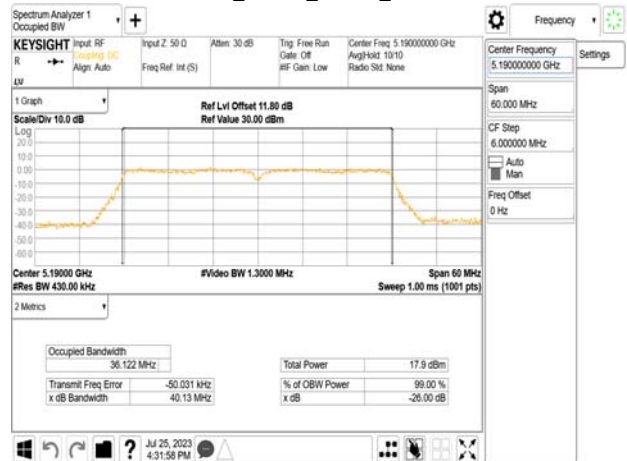 Spectrum Analyzer 1
Occupied BW
Frequency
KEYSIGHT
R
Input: RF
Coupling: DC
Align: Auto
Input Z: 50 Ω
Freq Ref: Int (S)
Atten: 30 dB
Trig: Free Run
Gate: Off
#IF Gain: Low
Center Freq: 5.190000000 GHz
Avg|Hold: 10/10
Radio Std: None
Center Frequency
5.190000000 GHz
Settings
Span
60.000 MHz
CF Step
6.000000 MHz
Auto
Man
Freq Offset
0 Hz
1 Graph
Scale/Div 10.0 dB
Ref Lvl Offset 11.80 dB
Ref Value 30.00 dBm
Log
20.0
10.0
0.00
-10.0
-20.0
-30.0
-40.0
-50.0
-60.0
Center 5.19000 GHz
#Video BW 1.3000 MHz
Span 60 MHz
#Res BW 430.00 kHz
Sweep 1.00 ms (1001 pts)
2 Metrics
Occupied Bandwidth
36.122 MHz
Total Power 17.9 dBm
Transmit Freq Error -50.031 kHz
% of OBW Power 99.00 %
x dB Bandwidth 40.13 MHz
x dB -26.00 dB
?
Jul 25, 2023
4:31:58 PM